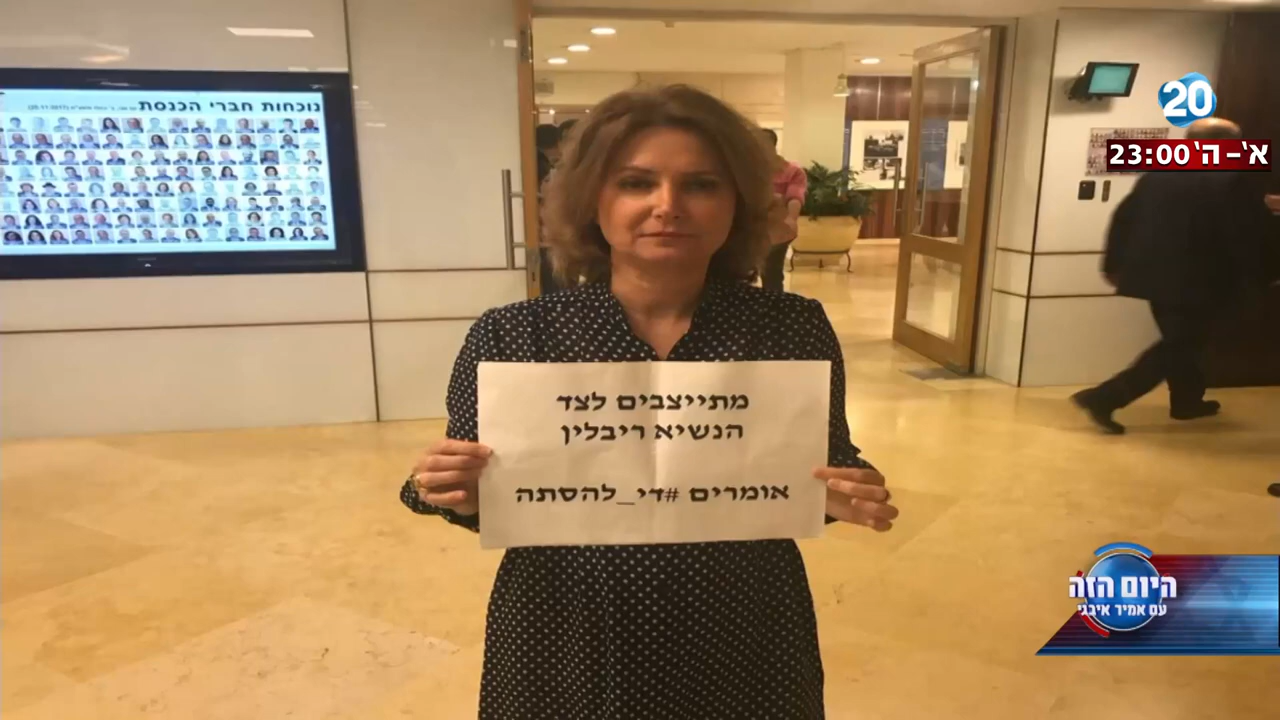 נוכחות חברי הכנסת
20
א'-ה' 23:00
מתייצבים לצד
הנשיא ריבלין
אומרים #די_להסתה
היום הזה
עם אמיר איבגי